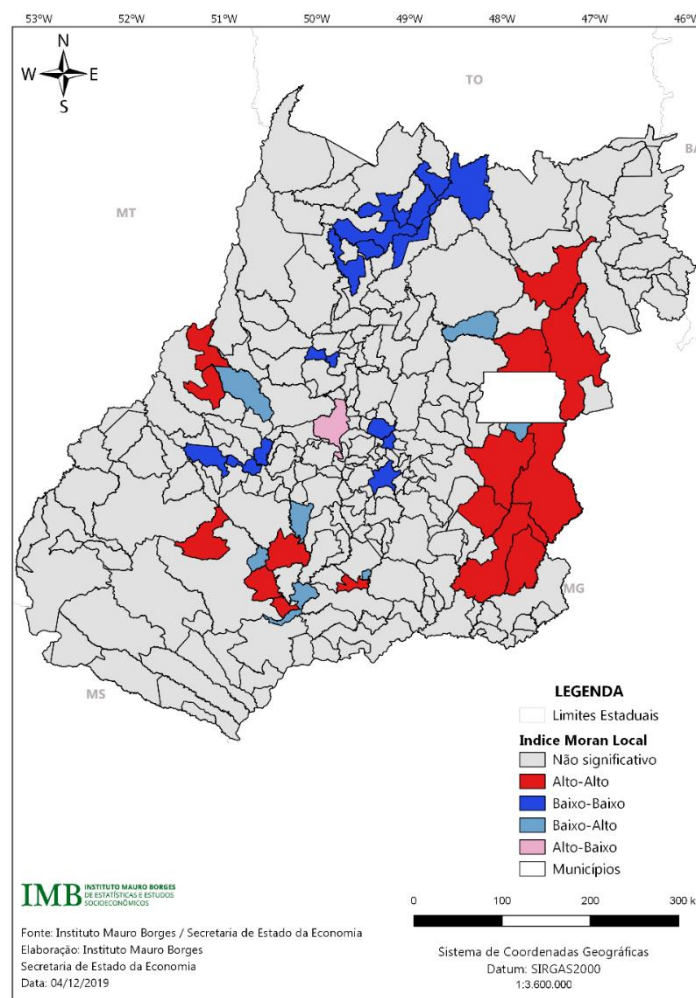 53°W 52°W 51°W 50°W 49°W 48°W 47°W 46°W
N
W E
S
TO
BA
MT
MG
MS
LEGENDA
Limites Estaduais
Indice Moran Local
Não significativo
Alto-Alto
Baixo-Baixo
Baixo-Alto
Alto-Baixo
Municípios
IMB INSTITUTO MAURO BORGES
DE ESTATÍSTICAS E ESTUDOS
SOCIOECONÔMICOS
Fonte: Instituto Mauro Borges / Secretaria de Estado da Economia
Elaboração: Instituto Mauro Borges
Secretaria de Estado da Economia
Data: 04/12/2019
0 100 200 300 k
Sistema de Coordenadas Geográficas
Datum: SIRGAS2000
1:3.600.000